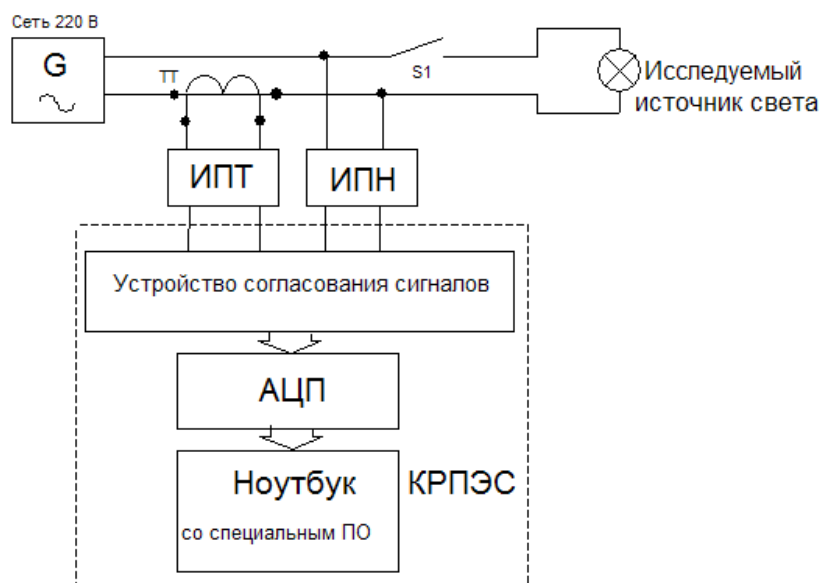 Сеть 220 В
G
ТТ
S1
Исследуемый
источник света
ИПТ
ИПН
Устройство согласования сигналов
АЦП
Ноутбук
КРПЭС
со специальным ПО